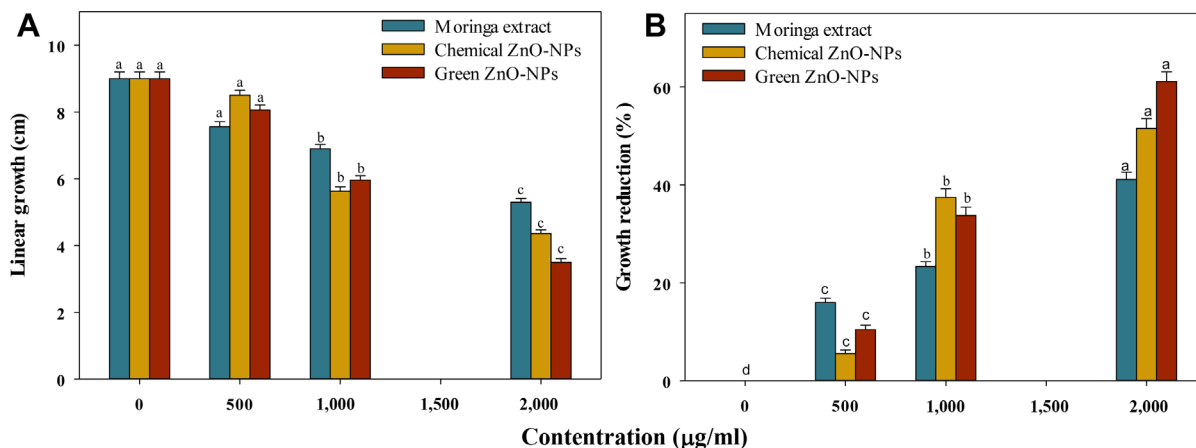 A
Moringa extract
Chemical ZnO-NPs
Green ZnO-NPs
Linear growth (cm)
10
8
6
4
2
0
a a a
a a a
b b b
c c c
0 500 1,000 1,500 2,000
B
Moringa extract
Chemical ZnO-NPs
Green ZnO-NPs
Growth reduction (%)
60
40
20
0
d
c c c
b b b
a a a
0 500 1,000 1,500 2,000
Contentration (µg/ml)